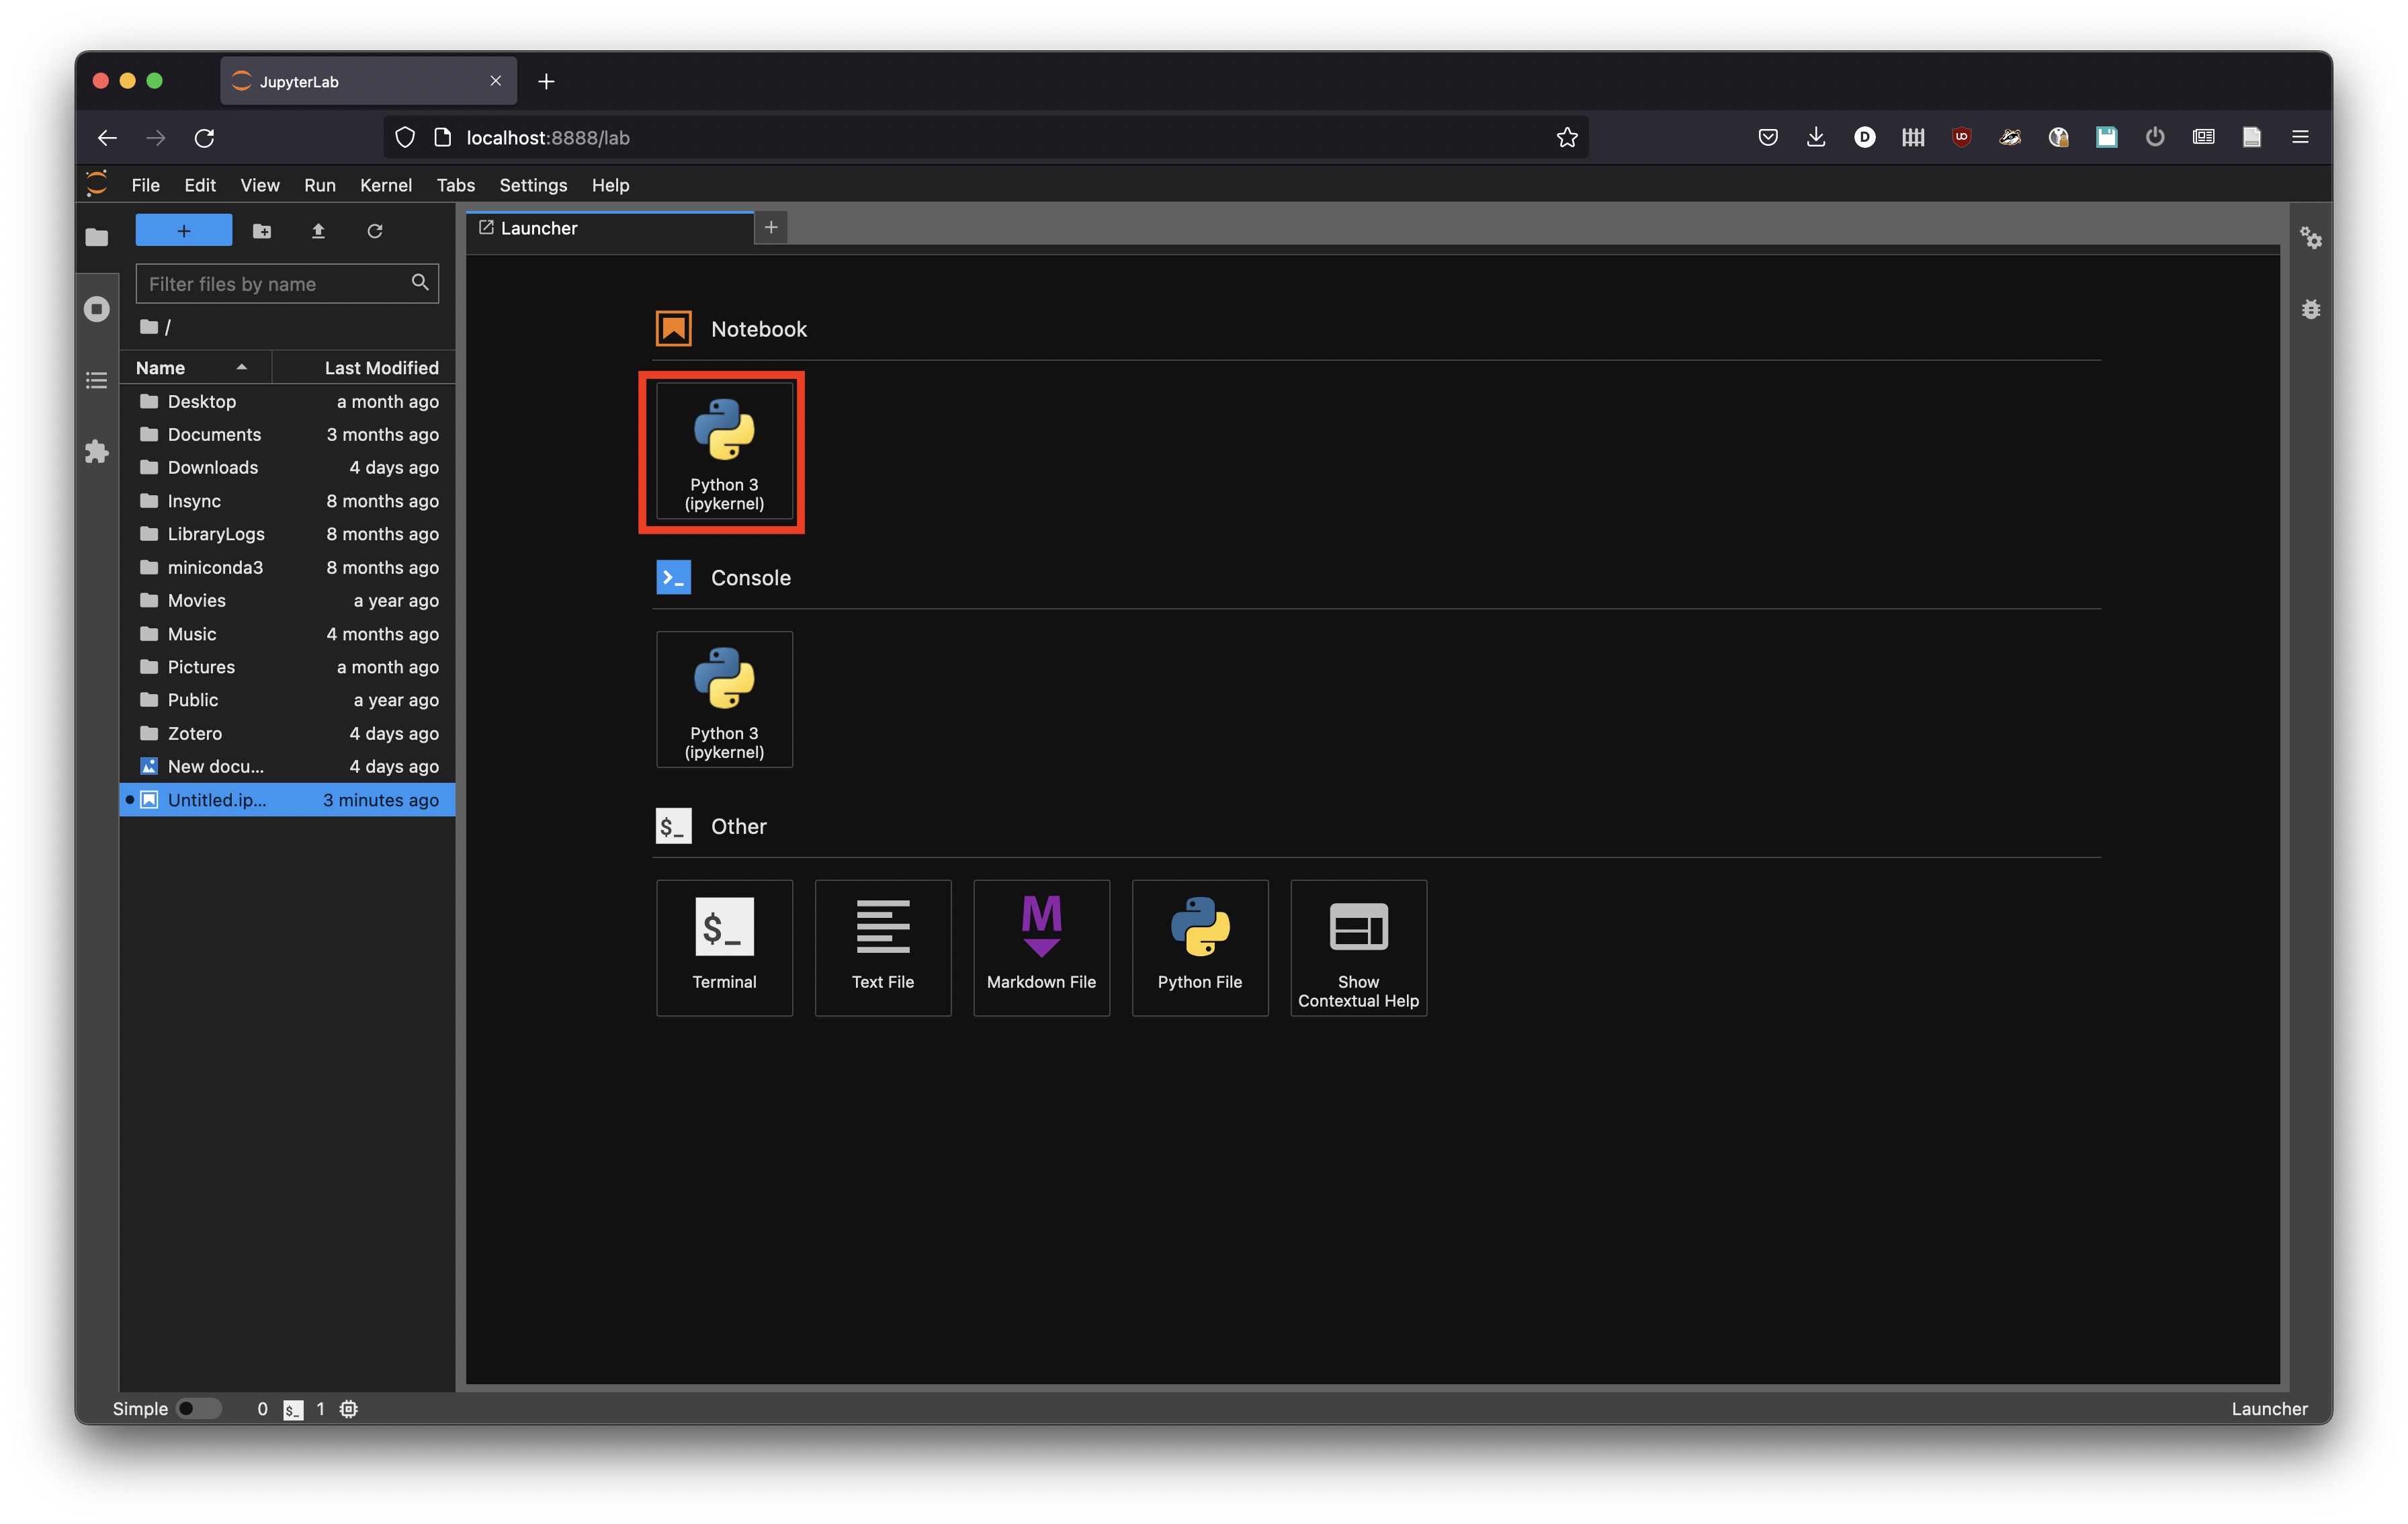 JupyterLab
localhost:8888/lab
File Edit View Run Kernel Tabs Settings Help
+
Filter files by name
/
Name Last Modified
Desktop a month ago
Documents 3 months ago
Downloads 4 days ago
Insync 8 months ago
LibraryLogs 8 months ago
miniconda3 8 months ago
Movies a year ago
Music 4 months ago
Pictures a month ago
Public a year ago
Zotero 4 days ago
New docu... 4 days ago
Untitled.ip... 3 minutes ago
Launcher
Notebook
Python 3
(ipykernel)
Console
Python 3
(ipykernel)
$_ Other
$_
Terminal
Text File
M
Markdown File
Python File
Show
Contextual Help
Simple 0 $_ 1
Launcher